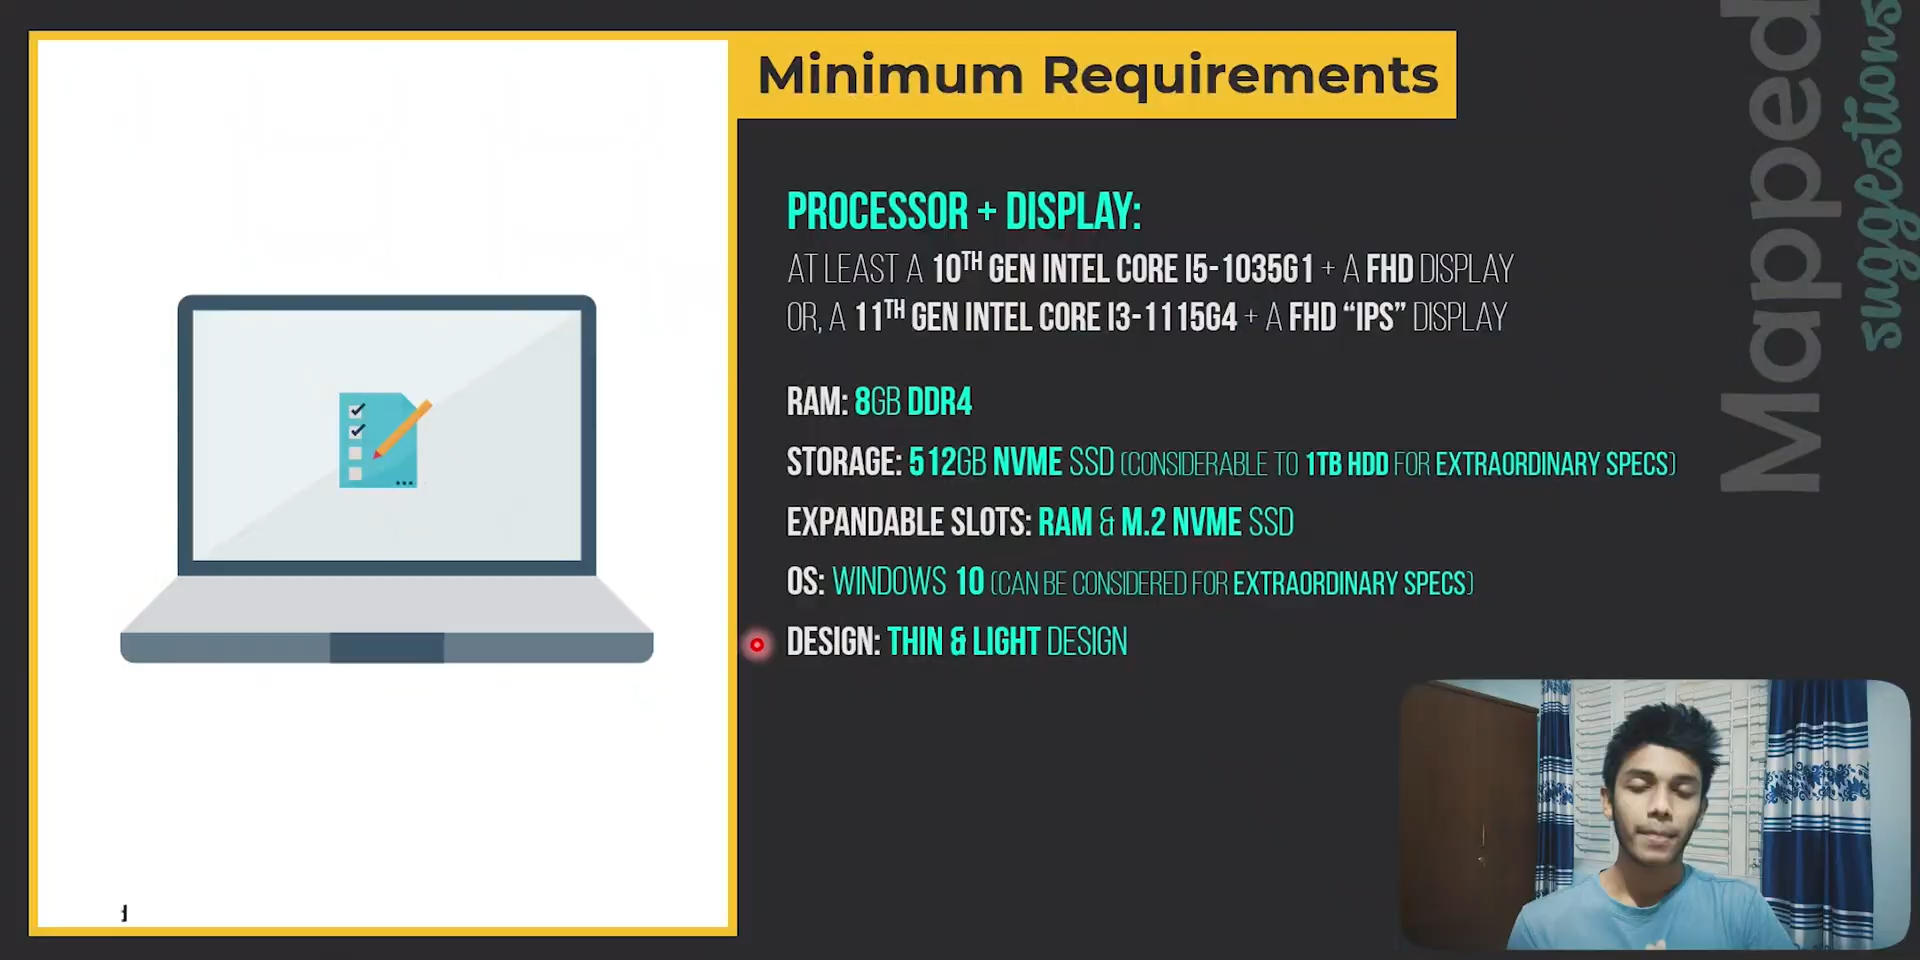 Minimum Requirements
PROCESSOR + DISPLAY:
AT LEAST A 10TH GEN INTEL CORE I5-1035G1 + A FHD DISPLAY
OR, A 11TH GEN INTEL CORE I3-1115G4 + A FHD “IPS” DISPLAY
RAM: 8GB DDR4
STORAGE: 512GB NVME SSD (CONSIDERABLE TO 1TB HDD FOR EXTRAORDINARY SPECS)
EXPANDABLE SLOTS: RAM & M.2 NVME SSD
OS: WINDOWS 10 (CAN BE CONSIDERED FOR EXTRAORDINARY SPECS)
DESIGN: THIN & LIGHT DESIGN
Mapped
suggestions